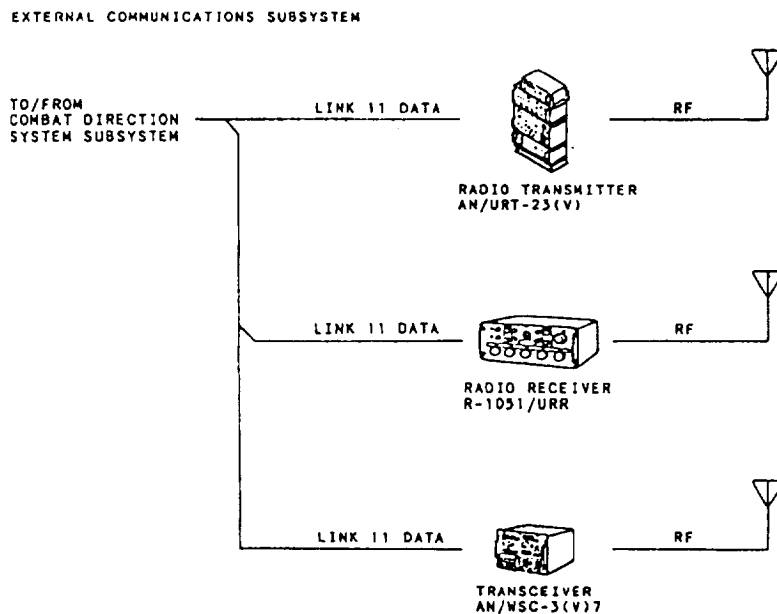 EXTERNAL COMMUNICATIONS SUBSYSTEM
TO/FROM
COMBAT DIRECTION
SYSTEM SUBSYSTEM
LINK 11 DATA
RF
RADIO TRANSMITTER
AN/URT-23(V)
LINK 11 DATA
RF
RADIO RECEIVER
R-1051/URR
LINK 11 DATA
RF
TRANSCEIVER
AN/WSC-3(V)7